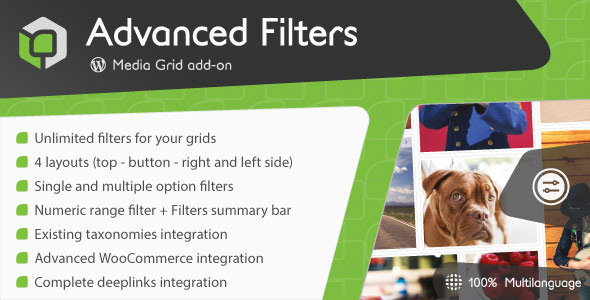 Advanced Filters
Media Grid add-on
Unlimited filters for your grids
4 layouts (top - button - right and left side)
Single and multiple option filters
Numeric range filter + Filters summary bar
Existing taxonomies integration
Advanced WooCommerce integration
Complete deeplinks integration
100% Multilanguage